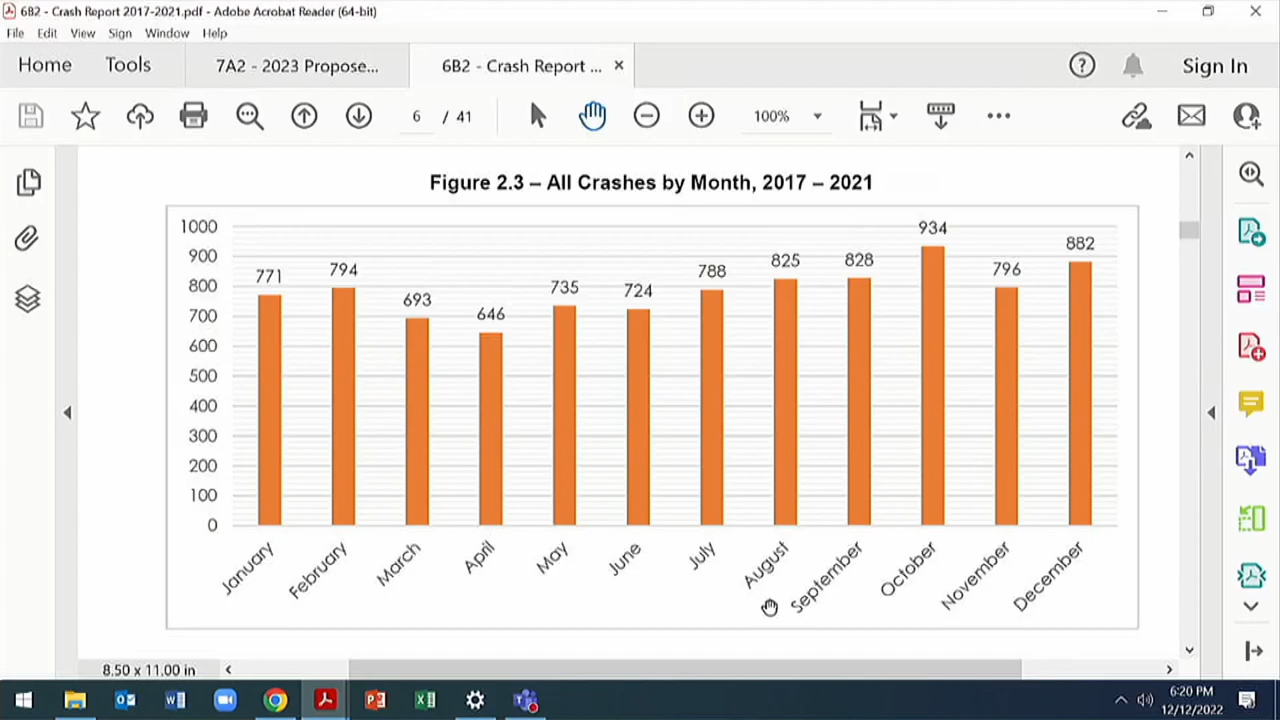 6B2 - Crash Report 2017-2021.pdf - Adobe Acrobat Reader (64-bit)
File Edit View Sign Window Help
Home Tools 7A2 - 2023 Propose... 6B2 - Crash Report ... × ? Sign In
6 / 41 100%
Figure 2.3 – All Crashes by Month, 2017 – 2021
1000
900
800
700
600
500
400
300
200
100
0
771 794 693 646 735 724 788 825 828 934 796 882
January February March April May June July August September October November December
8.50 x 11.00 in
6:20 PM
12/12/2022